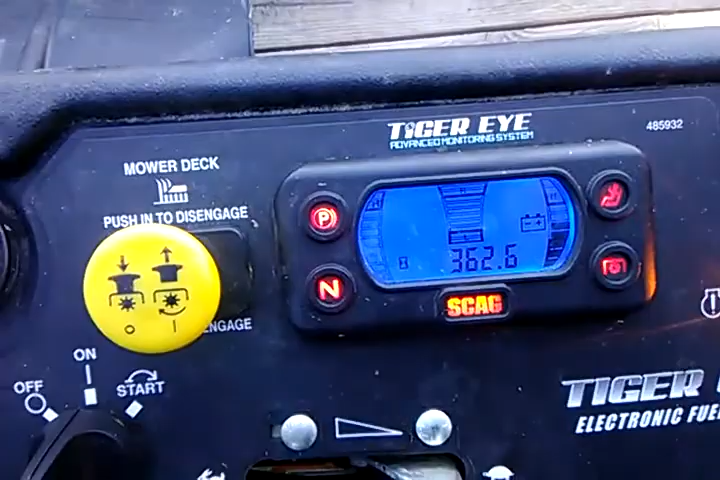 TIGER EYE
ADVANCED MONITORING SYSTEM
485932
MOWER DECK
PUSH IN TO DISENGAGE
P
362.6
N
SCAG
ENGAGE
ON
OFF
START
TIGER
ELECTRONIC FUE